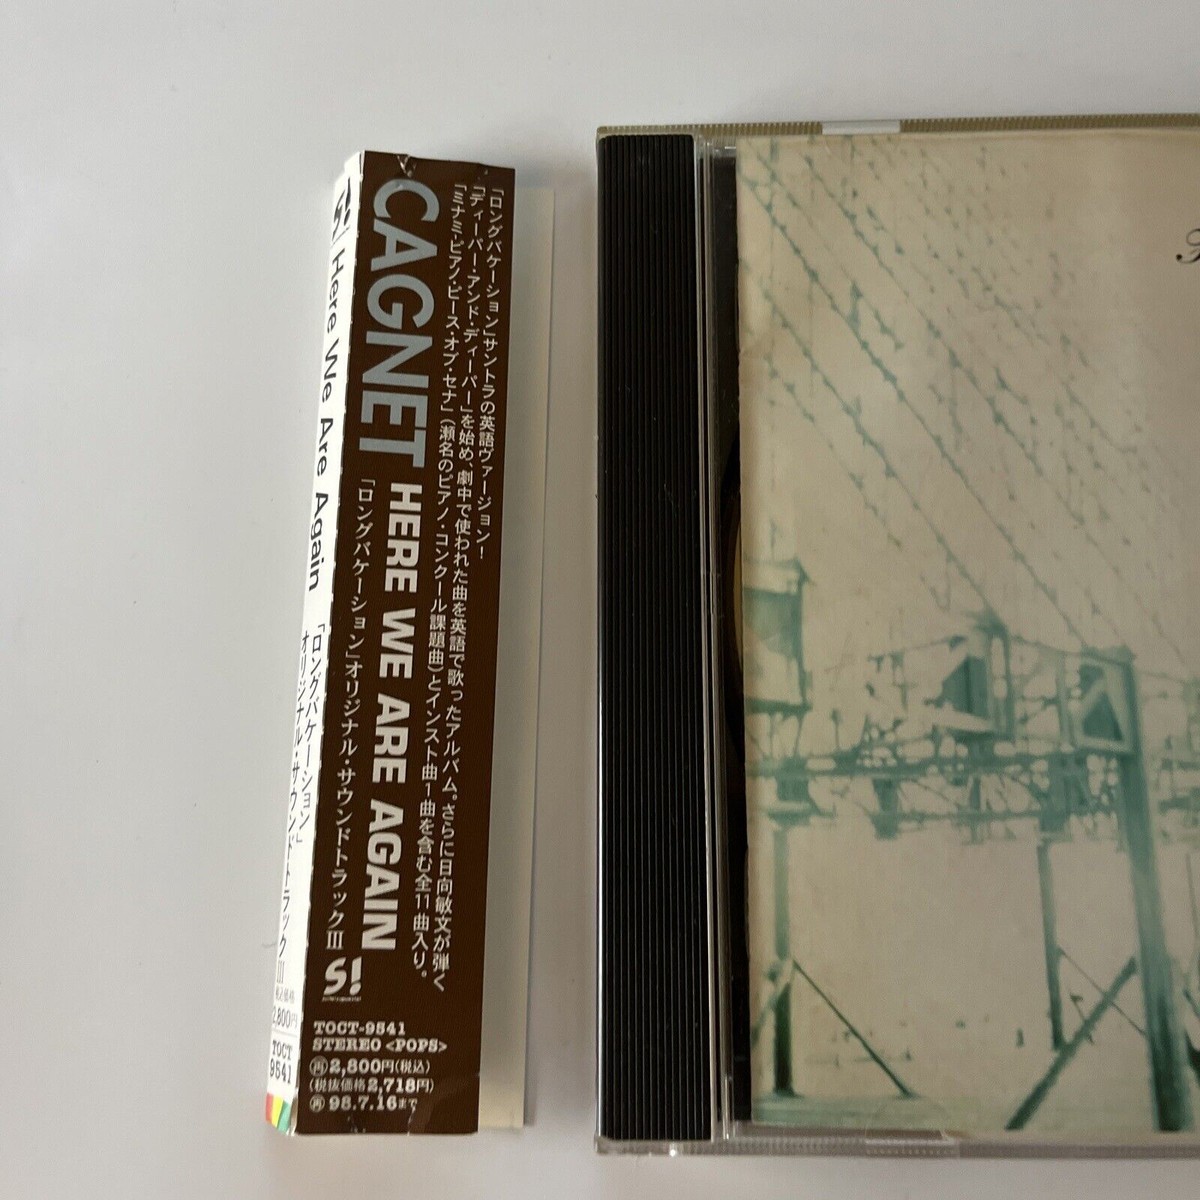 Here We Are Again
「ロングバケーション」
オリジナル・サウンドトラックIII
税込価格
2,800円
TOCT
9541
「ロングバケーション」サントラの英語ヴァージョン！
「ディーパー・アンド・ディーパー」を始め、劇中で使われた曲を英語で歌ったアルバム。さらに日向敏文が弾く
「ミナミ・ピアノ・ピース・オブ・セナ」（瀬名のピアノ・コンクール課題曲）とインスト曲1曲を含む全11曲入り。
CAGNET HERE WE ARE AGAIN
「ロングバケーション」オリジナル・サウンドトラックIII
S!
TOCT-9541
STEREO <POPS>
再2,800円(税込)
(税抜価格2,718円)
再98.7.16まで